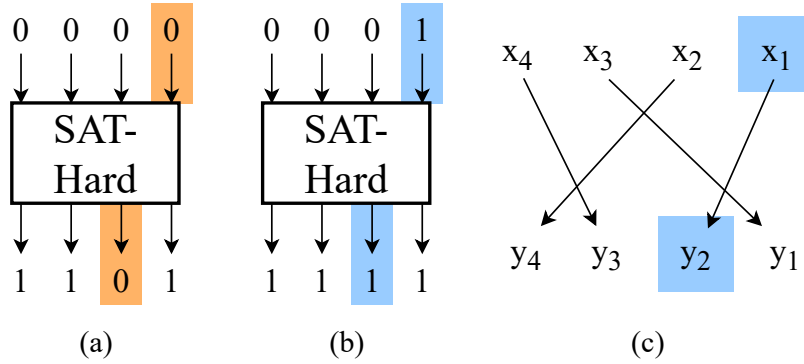 0 0 0 0
SAT-
Hard
1 1 0 1
(a)
0 0 0 1
SAT-
Hard
1 1 1 1
(b)
x4 x3 x2 x1
y4 y3 y2 y1
(c)